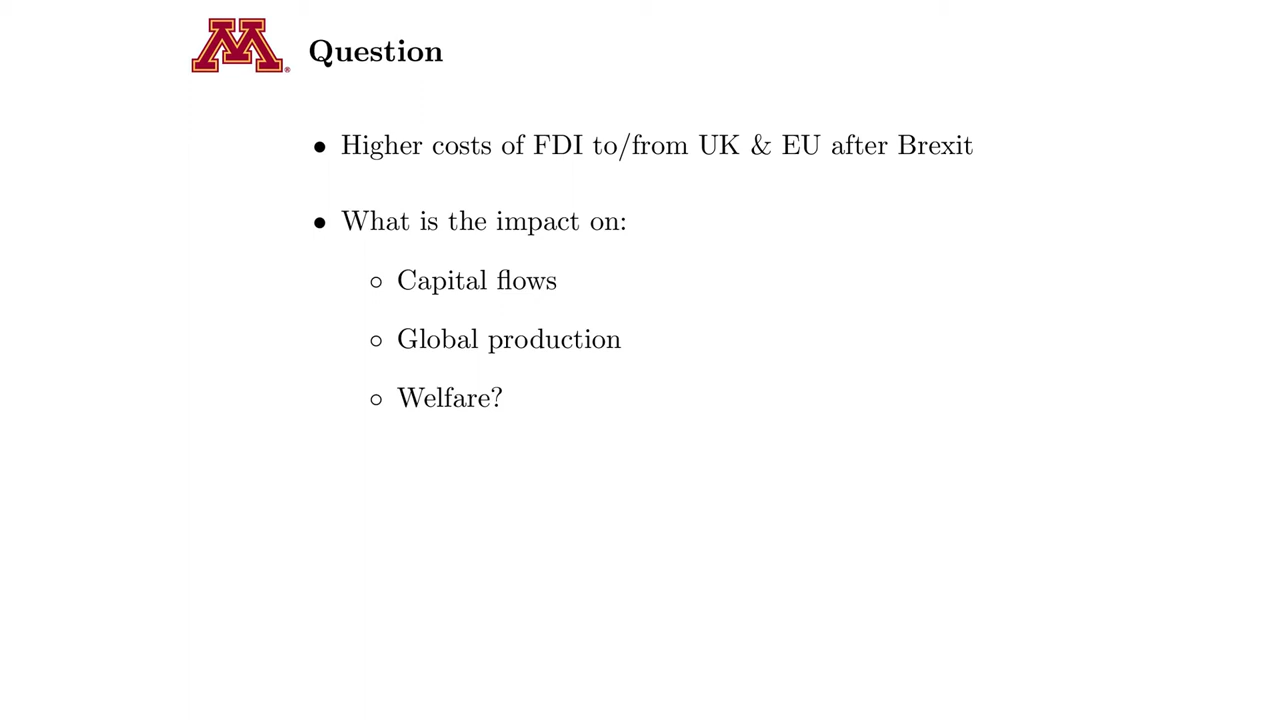 M
Question
• Higher costs of FDI to/from UK & EU after Brexit
• What is the impact on:
◦ Capital flows
◦ Global production
◦ Welfare?